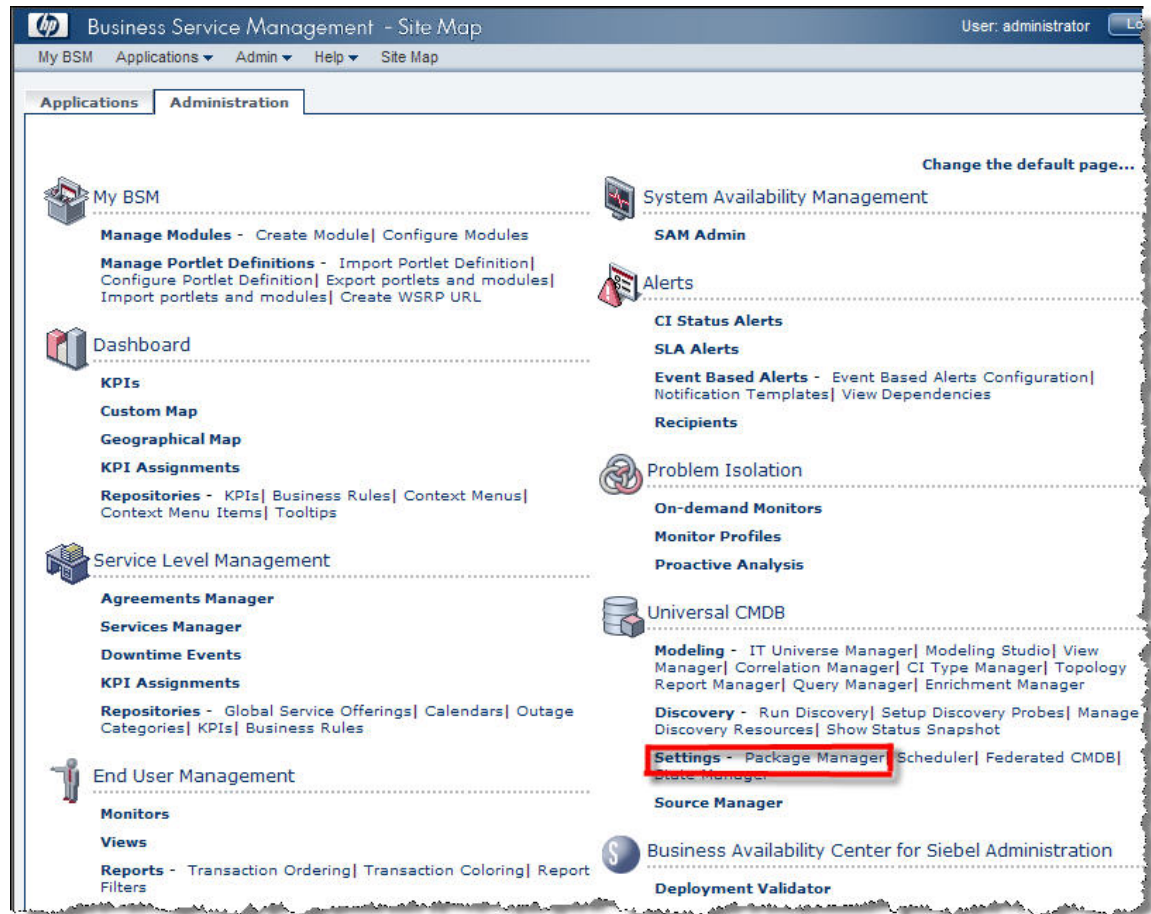 hp Business Service Management - Site Map
User: administrator
My BSM Applications Admin Help Site Map
Applications Administration
Change the default page...
My BSM
Manage Modules - Create Module| Configure Modules
Manage Portlet Definitions - Import Portlet Definition|
Configure Portlet Definition| Export portlets and modules|
Import portlets and modules| Create WSRP URL
Dashboard
KPIs
Custom Map
Geographical Map
KPI Assignments
Repositories - KPIs| Business Rules| Context Menus|
Context Menu Items| Tooltips
Service Level Management
Agreements Manager
Services Manager
Downtime Events
KPI Assignments
Repositories - Global Service Offerings| Calendars| Outage
Categories| KPIs| Business Rules
End User Management
Monitors
Views
Reports - Transaction Ordering| Transaction Coloring| Report
Filters
System Availability Management
SAM Admin
Alerts
CI Status Alerts
SLA Alerts
Event Based Alerts - Event Based Alerts Configuration|
Notification Templates| View Dependencies
Recipients
Problem Isolation
On-demand Monitors
Monitor Profiles
Proactive Analysis
Universal CMDB
Modeling - IT Universe Manager| Modeling Studio| View
Manager| Correlation Manager| CI Type Manager| Topology
Report Manager| Query Manager| Enrichment Manager
Discovery - Run Discovery| Setup Discovery Probes| Manage
Discovery Resources| Show Status Snapshot
Settings - Package Manager| Scheduler| Federated CMDB|
State Manager
Source Manager
S Business Availability Center for Siebel Administration
Deployment Validator